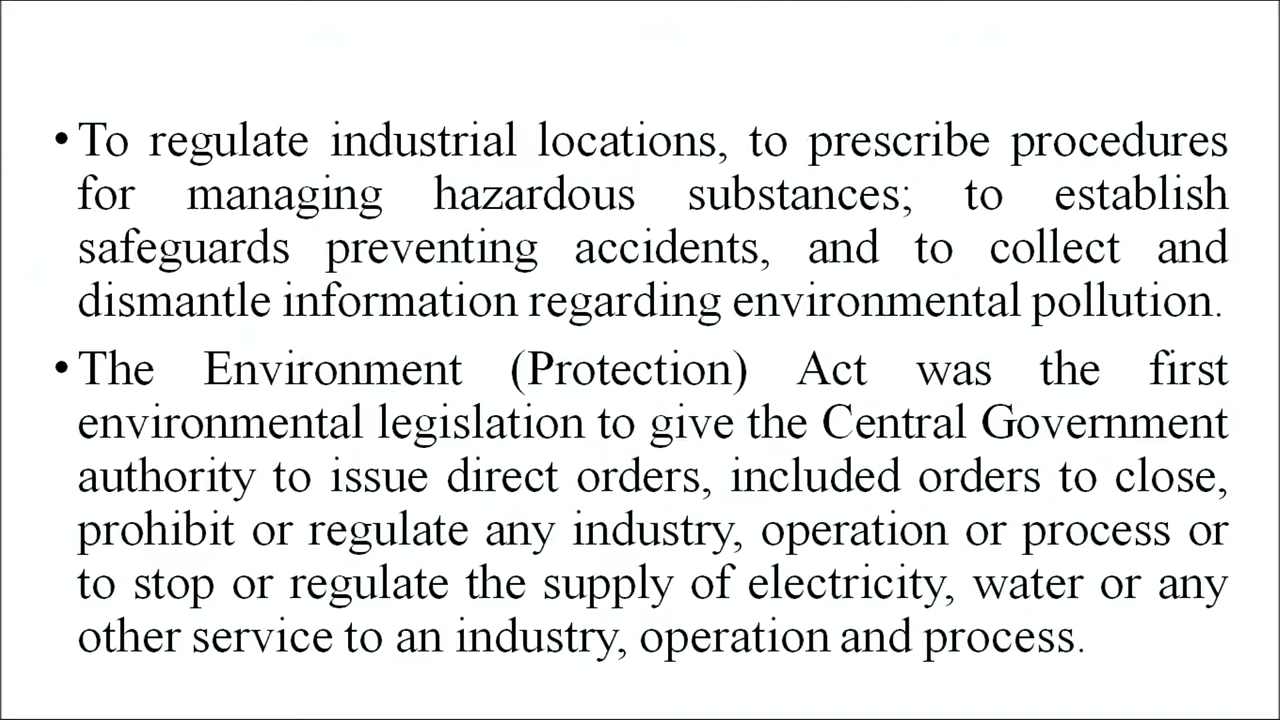 • To regulate industrial locations, to prescribe procedures
for managing hazardous substances; to establish
safeguards preventing accidents, and to collect and
dismantle information regarding environmental pollution.
• The Environment (Protection) Act was the first
environmental legislation to give the Central Government
authority to issue direct orders, included orders to close,
prohibit or regulate any industry, operation or process or
to stop or regulate the supply of electricity, water or any
other service to an industry, operation and process.